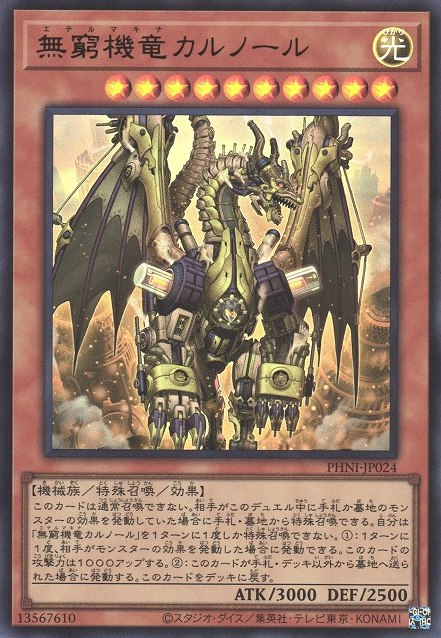 エテルマキナ
無窮機竜カルノール
ひかり
光
PHNI-JP024
【機械族／特殊召喚／効果】
このカードは通常召喚できない。相手がこのデュエル中に手札か墓地のモン
スターの効果を発動していた場合に手札・墓地から特殊召喚できる。自分は
「無窮機竜カルノール」を1ターンに1度しか特殊召喚できない。①：1ターン
に1度、相手がモンスターの効果を発動した場合に発動できる。このカードの
攻撃力は1000アップする。②：このカードが手札・デッキ以外から墓地へ送ら
れた場合に発動する。このカードをデッキに戻す。
ATK/3000 DEF/2500
13567610
©スタジオ・ダイス／集英社・テレビ東京・KONAMI